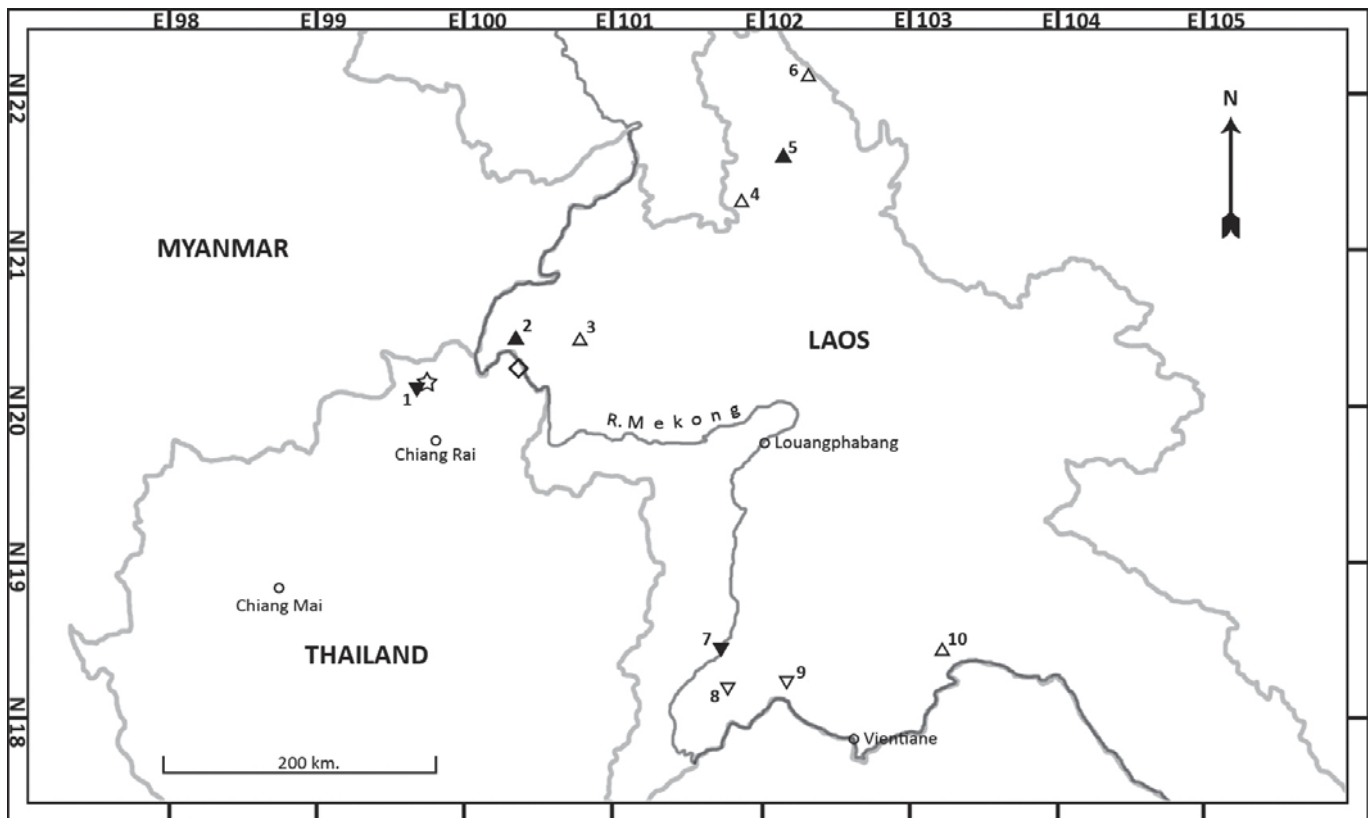 E 98 E 99 E 100 E 101 E 102 E 103 E 104 E 105
N 22
6
N
5
4
MYANMAR
N 21
2
3
LAOS
1
N 20
R. Mekong
Louangphabang
Chiang Rai
N 19
Chiang Mai
THAILAND
7
10
9
8
N 18
Vientiane
200 km.